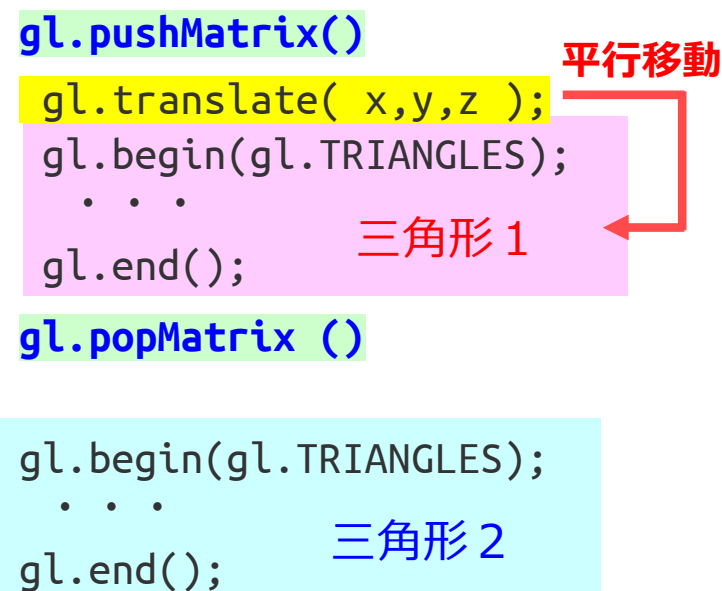 gl.pushMatrix()
平行移動
gl.translate( x,y,z );
gl.begin(gl.TRIANGLES);
・・・
三角形１
gl.end();
gl.popMatrix ()
gl.begin(gl.TRIANGLES);
・・・
三角形２
gl.end();